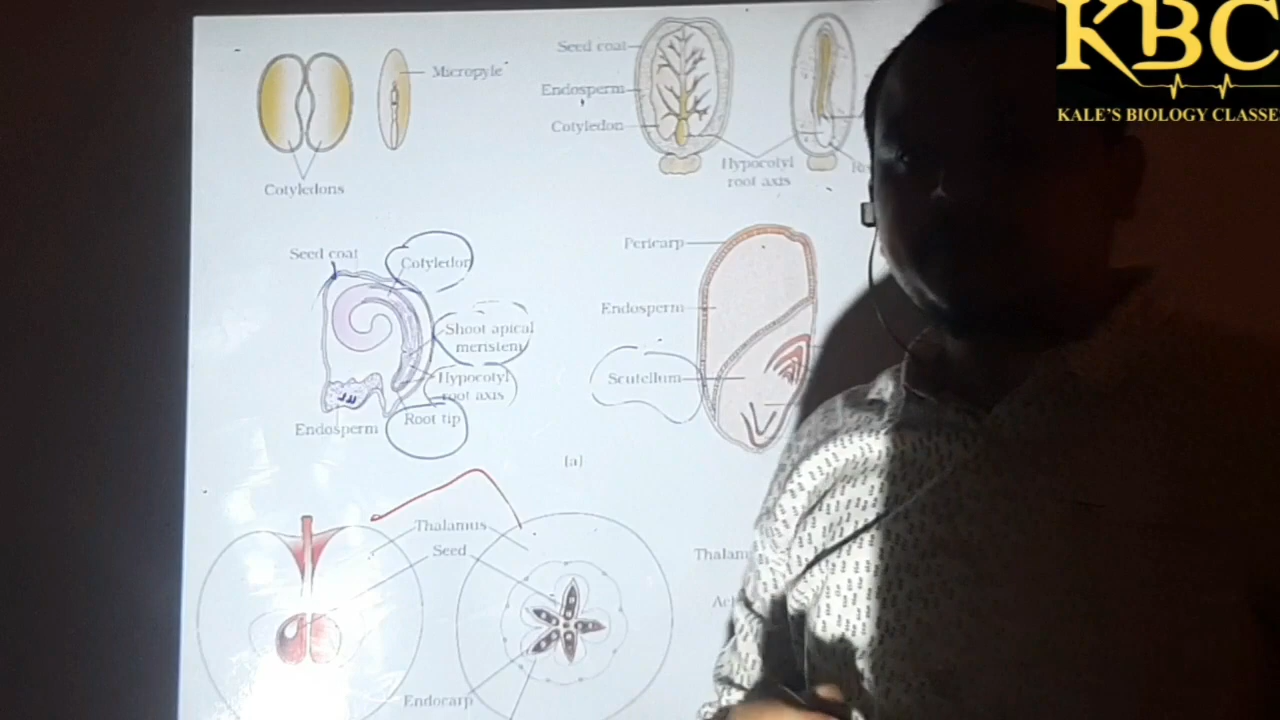 KBC
KALE'S BIOLOGY CLASSE
Micropyle
Cotyledons
Seed coat
Endosperm
Cotyledon
Hypocotyl
root axis
Seed coat
Cotyledon
Shoot apical
meristem
Hypocotyl
root axis
Root tip
Endosperm
Pericarp
Endosperm
Scutellum
(a)
Thalamus
Seed
Endocarp
Thalam